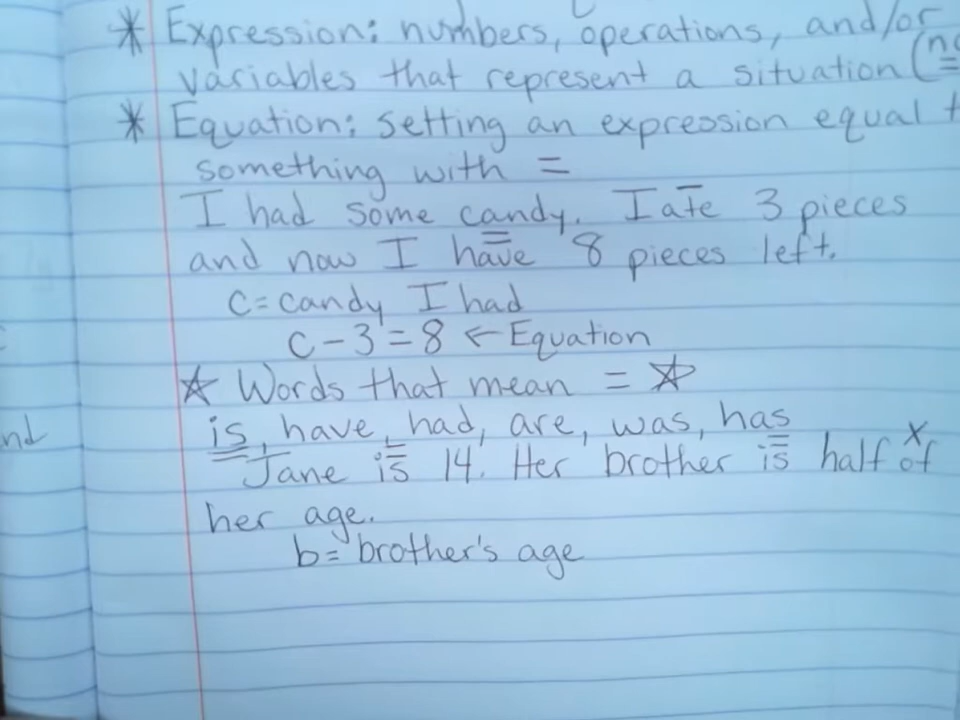 * Expression: numbers, operations, and/or
variables that represent a situation (no =
* Equation: setting an expression equal t
something with =
I had some candy. I ate 3 pieces
and now I have 8 pieces left.
c = candy I had
c - 3 = 8 ← Equation
☆ Words that mean = ☆
is, have, had, are, was, has
nd
Jane is 14. Her brother is half of
her age.
b = brother's age